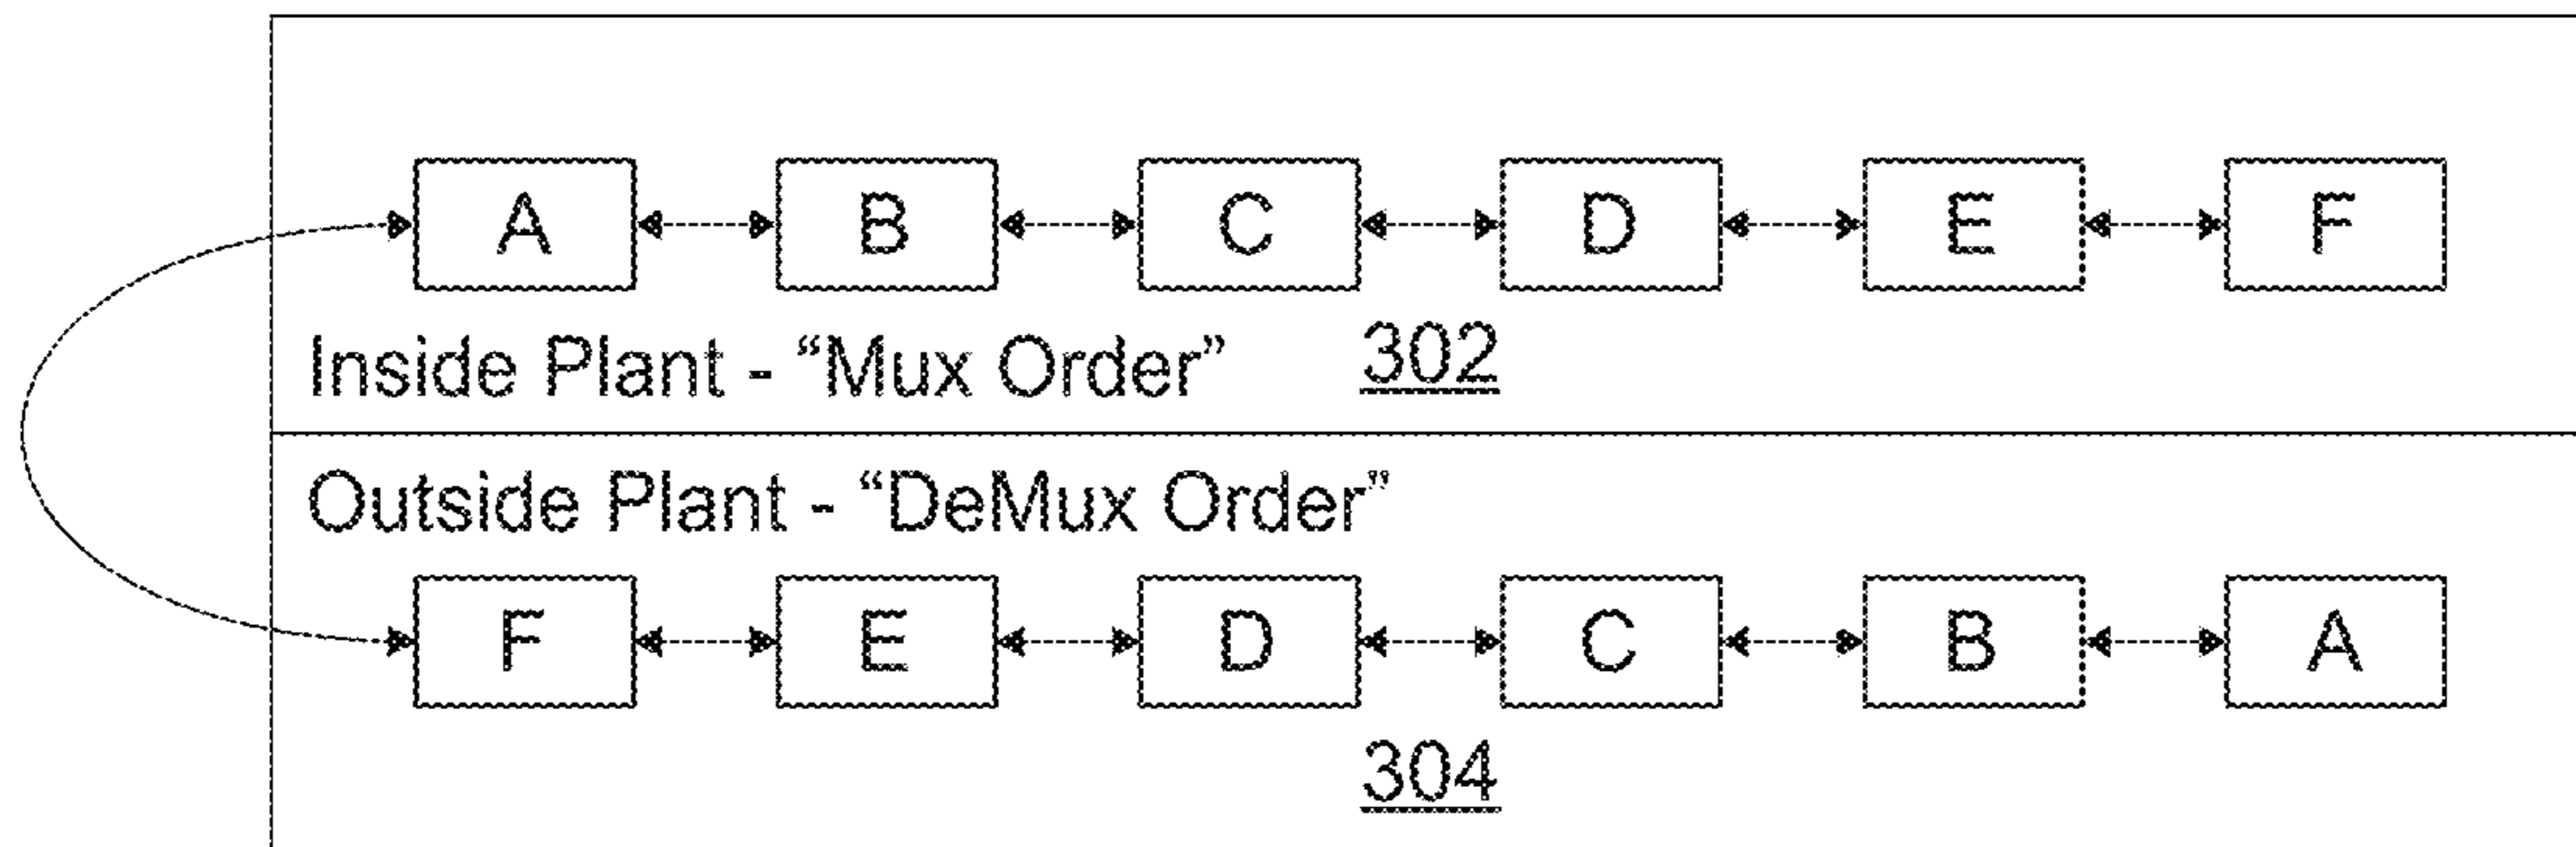 A B C D E F
Inside Plant - “Mux Order” 302
Outside Plant - “DeMux Order”
F E D C B A
304